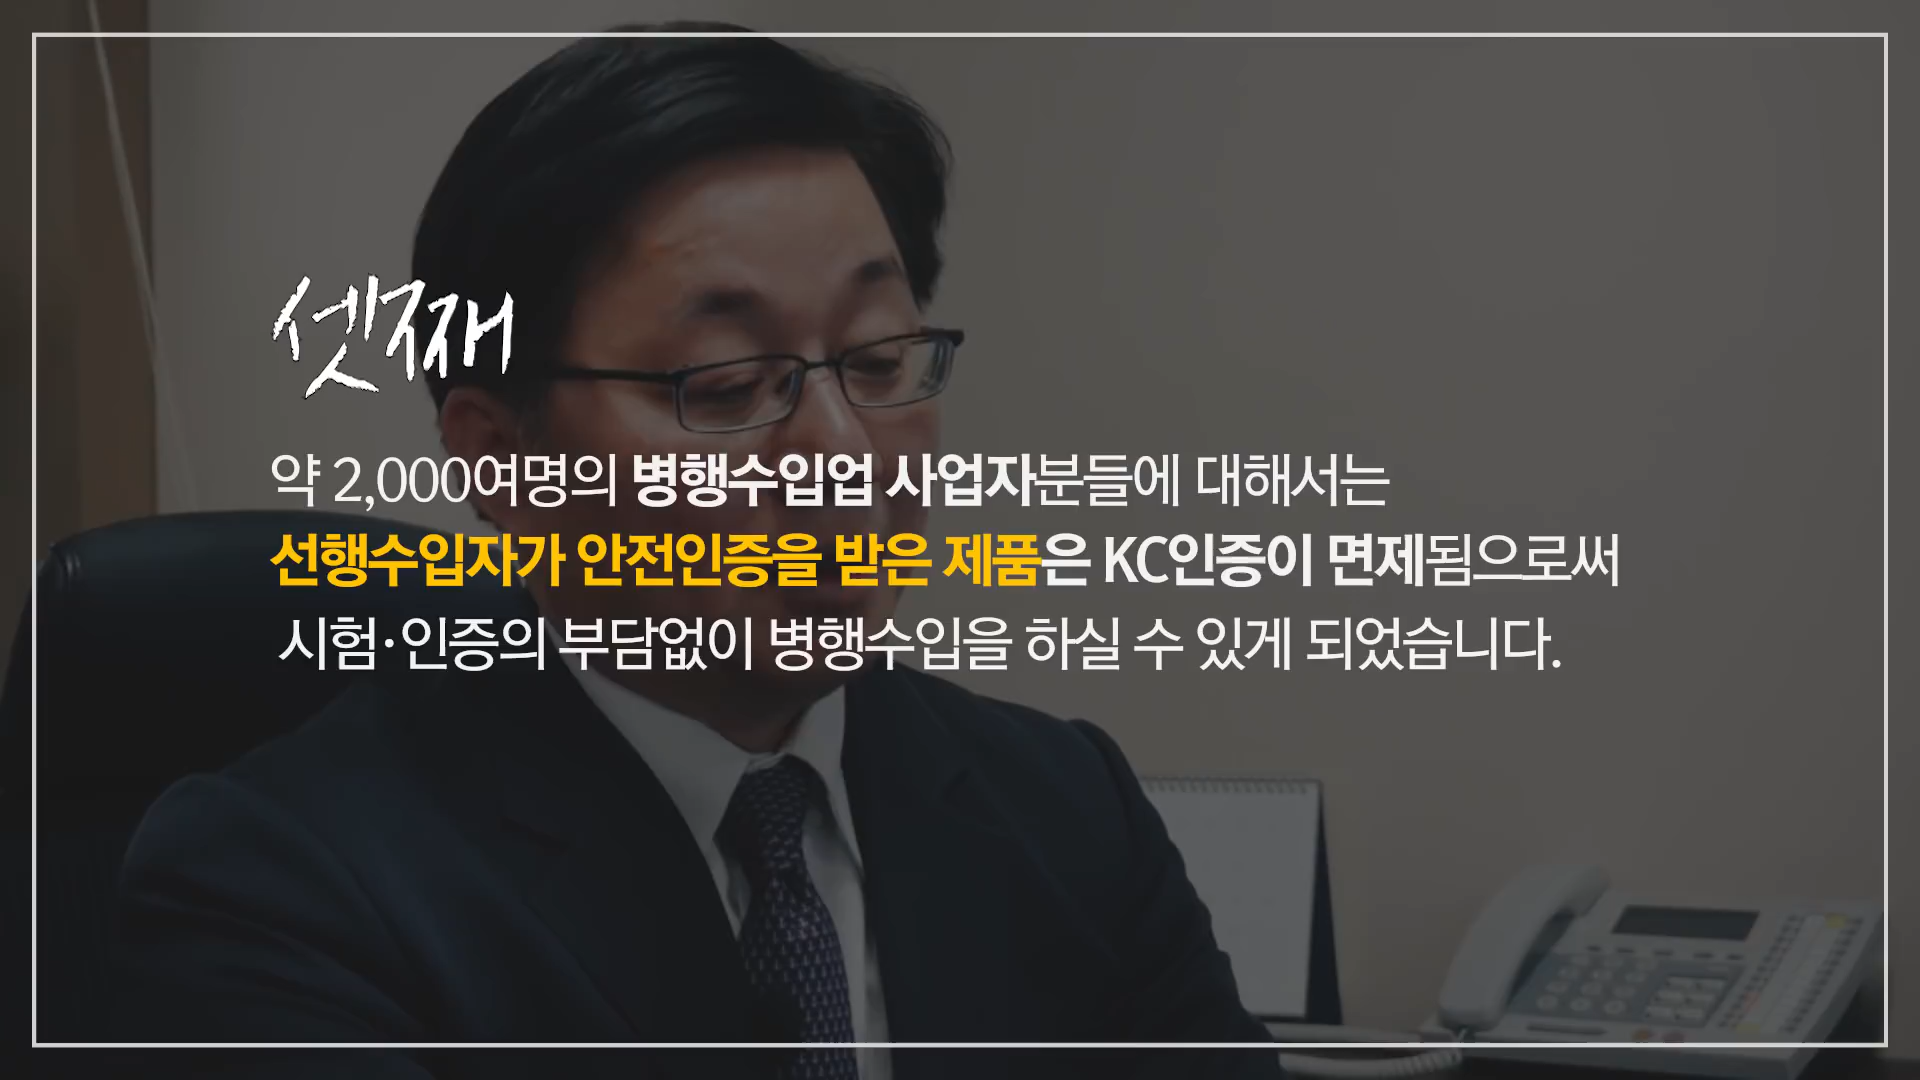 셋째
약 2,000여명의 병행수입업 사업자분들에 대해서는
선행수입자가 안전인증을 받은 제품은 KC인증이 면제됨으로써
시험·인증의 부담없이 병행수입을 하실 수 있게 되었습니다.